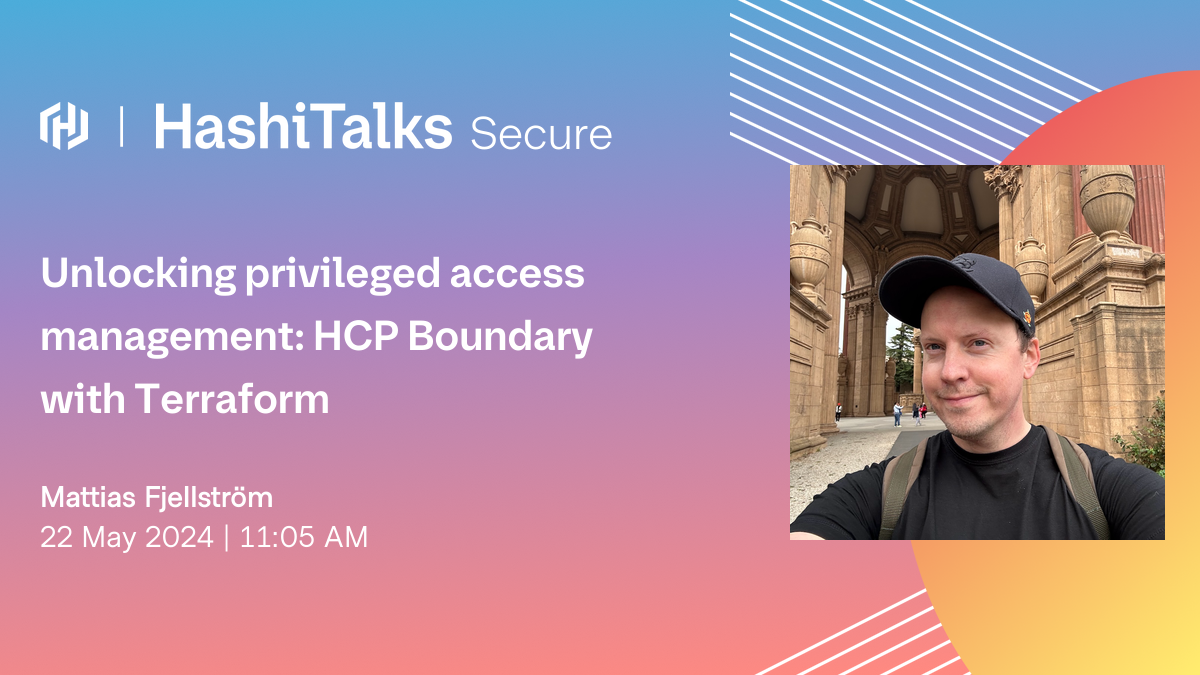 HashiTalks Secure
Unlocking privileged access
management: HCP Boundary
with Terraform
Mattias Fjellström
22 May 2024 | 11:05 AM